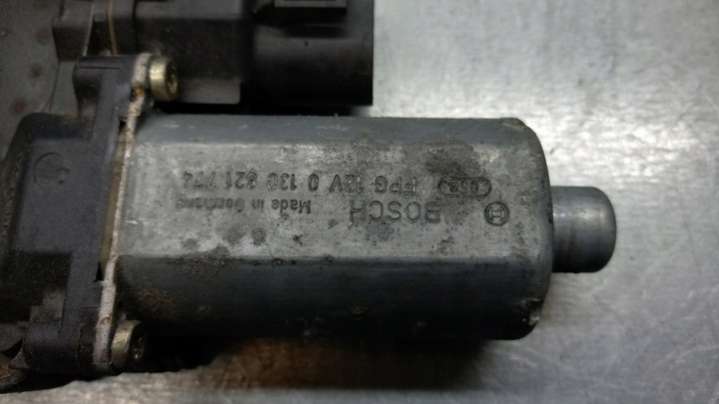 BOSCH
FPG 12V 0 130 821 774
Made in Germany